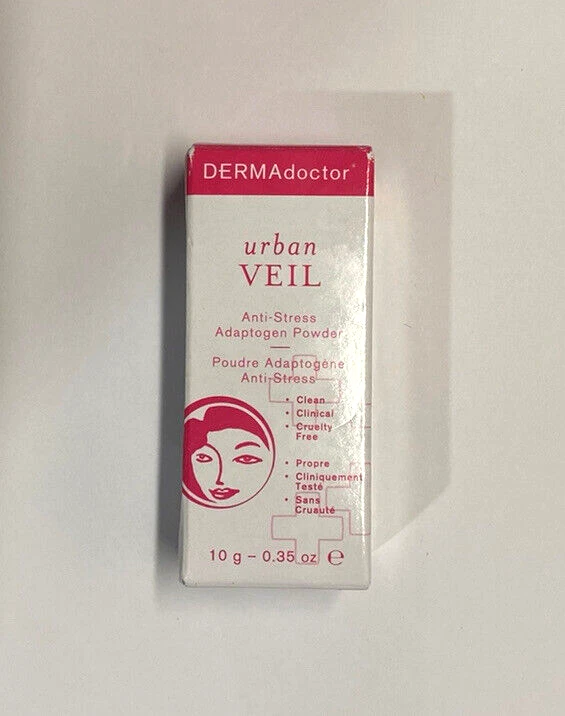 DERMAdoctor®
urban
VEIL
Anti-Stress
Adaptogen Powder
Poudre Adaptogène
Anti-Stress
• Clean
• Clinical
• Cruelty
Free
• Propre
• Cliniquement
Testé
• Sans
Cruauté
10 g – 0.35 oz ℮